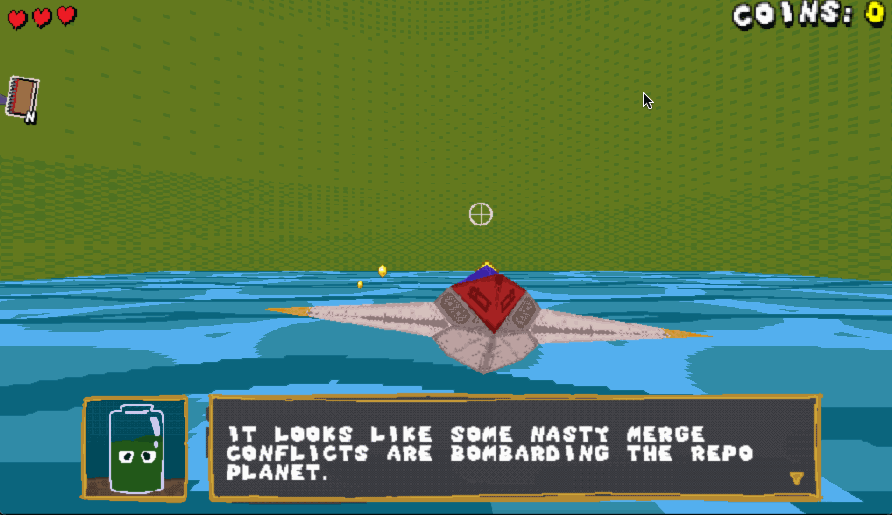 COINS: 0
N
IT LOOKS LIKE SOME NASTY MERGE
CONFLICTS ARE BOMBARDING THE REPO
PLANET.